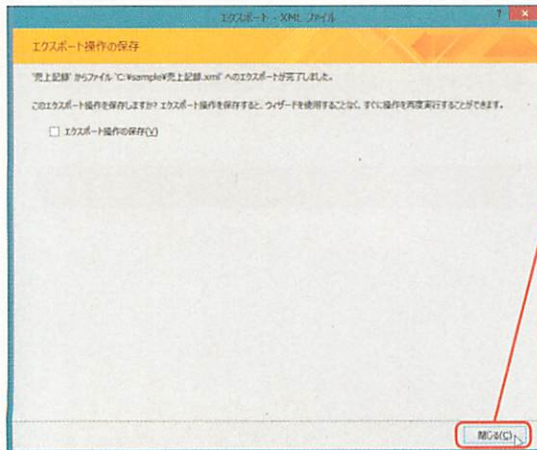 エクスポート - XML ファイル
?
エクスポート操作の保存
'売上記録' からファイル 'C:¥sample¥売上記録.xml' へのエクスポートが完了しました。
このエクスポート操作を保存しますか? エクスポート操作を保存すると、ウィザードを使用することなく、すぐに操作を再度実行することができます。
エクスポート操作の保存(V)
閉じる(C)